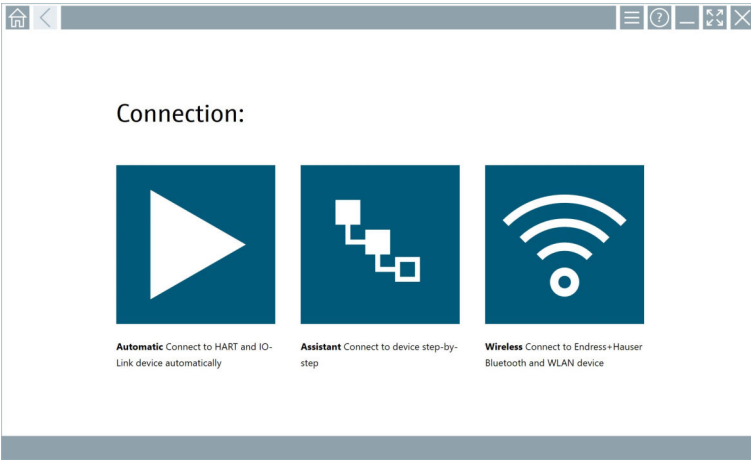 Connection:
Automatic Connect to HART and IO-
Link device automatically
Assistant Connect to device step-by-
step
Wireless Connect to Endress+Hauser
Bluetooth and WLAN device